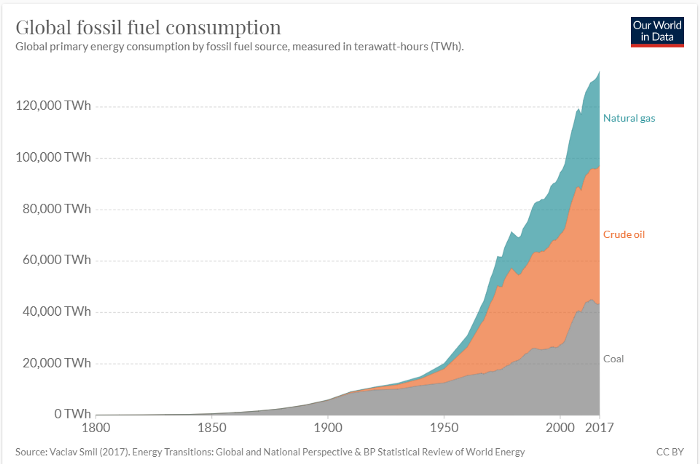 Global fossil fuel consumption
Global primary energy consumption by fossil fuel source, measured in terawatt-hours (TWh).
Our World
in Data
120,000 TWh
100,000 TWh
80,000 TWh
60,000 TWh
40,000 TWh
20,000 TWh
0 TWh
Natural gas
Crude oil
Coal
1800
1850
1900
1950
2000
2017
Source: Vaclav Smil (2017). Energy Transitions: Global and National Perspective & BP Statistical Review of World Energy
CC BY